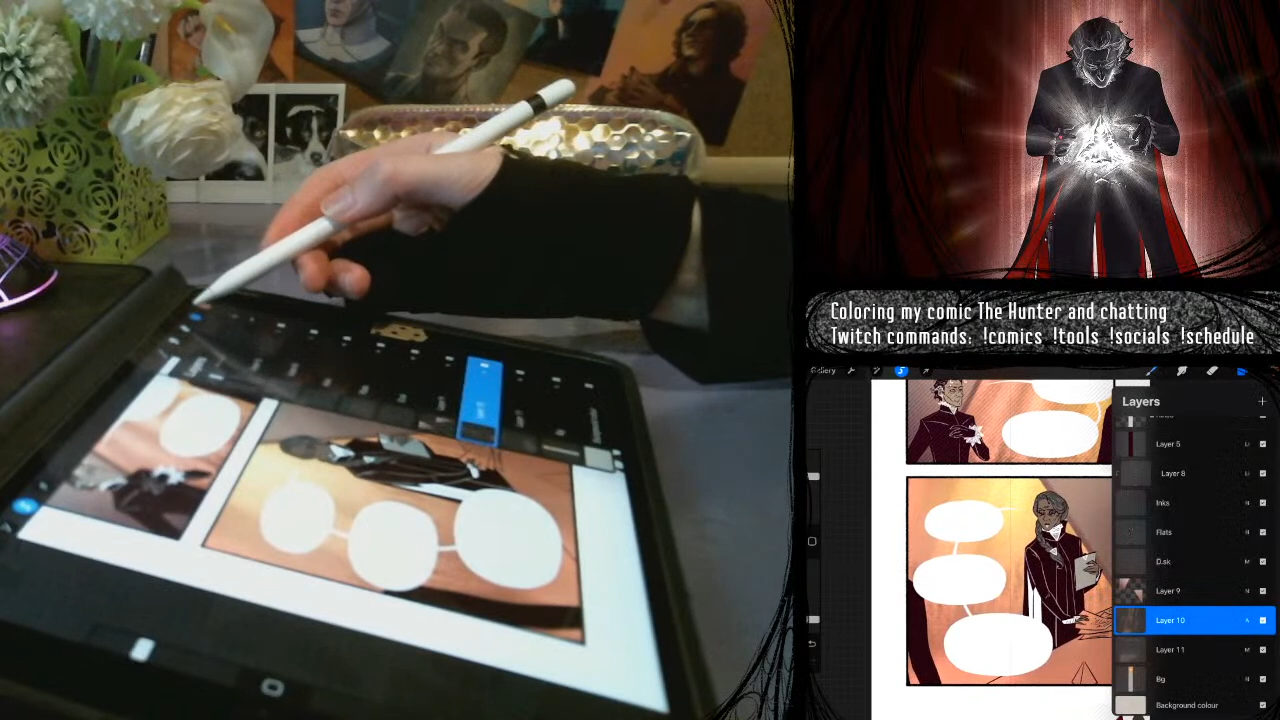 Coloring my comic The Hunter and chatting
Twitch commands: !comics !tools !socials !schedule
Gallery
Layers
Layer 5
Layer 8
Inks
Flats
Desk
Layer 9
N
Layer 10
Layer 11
M
Bg
N
Background colour